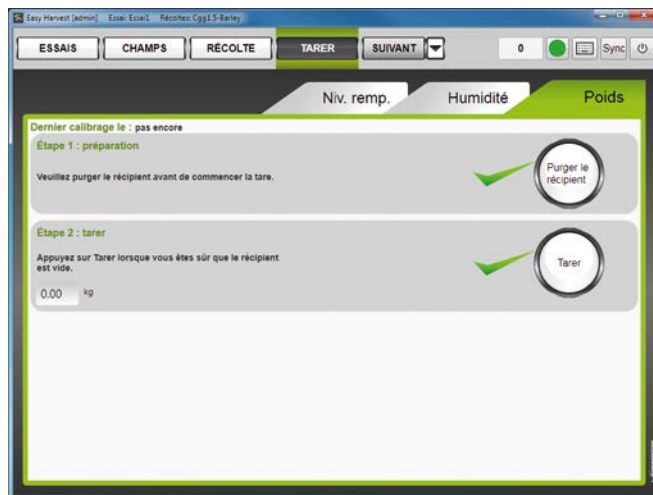 Easy Harvest [admin] Essai: Essai1 Récoltes: Cgg1.5-Barley
ESSAIS CHAMPS RÉCOLTE TARER SUIVANT 0 Sync
Niv. remp. Humidité Poids
Dernier calibrage le : pas encore
Étape 1 : préparation
Veuillez purger le récipient avant de commencer la tare.
Purger le
récipient
Étape 2 : tarer
Appuyez sur Tarer lorsque vous êtes sûr que le récipient
est vide.
Tarer
0.00 kg